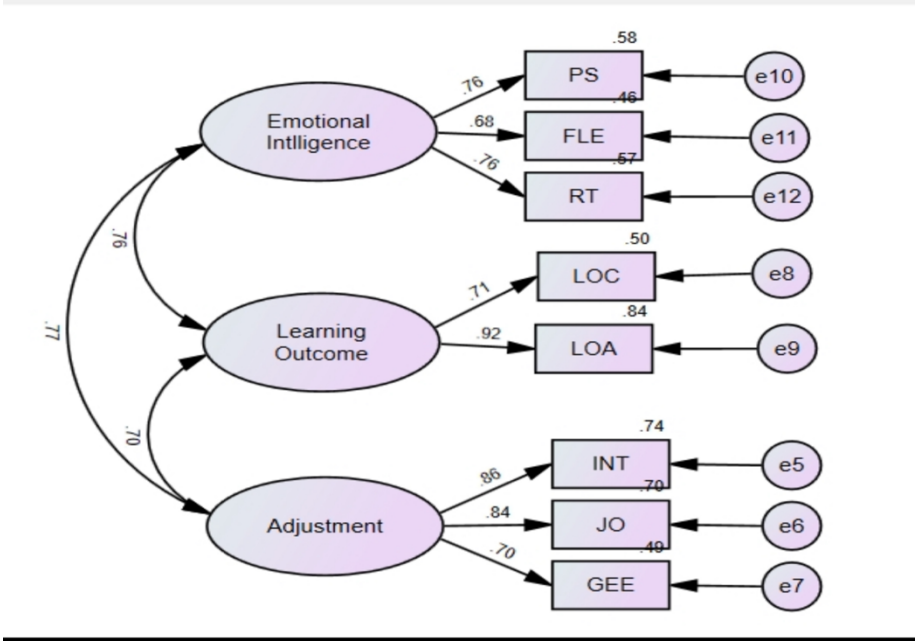 .58
PS
e10
.76
.46
Emotional
Intlligence
.68
FLE
e11
.57
.76
RT
e12
.76
.50
LOC
e8
.71
.84
Learning
Outcome
.92
LOA
e9
.77
.70
.74
INT
e5
.86
.70
Adjustment
.84
JO
e6
.49
.70
GEE
e7